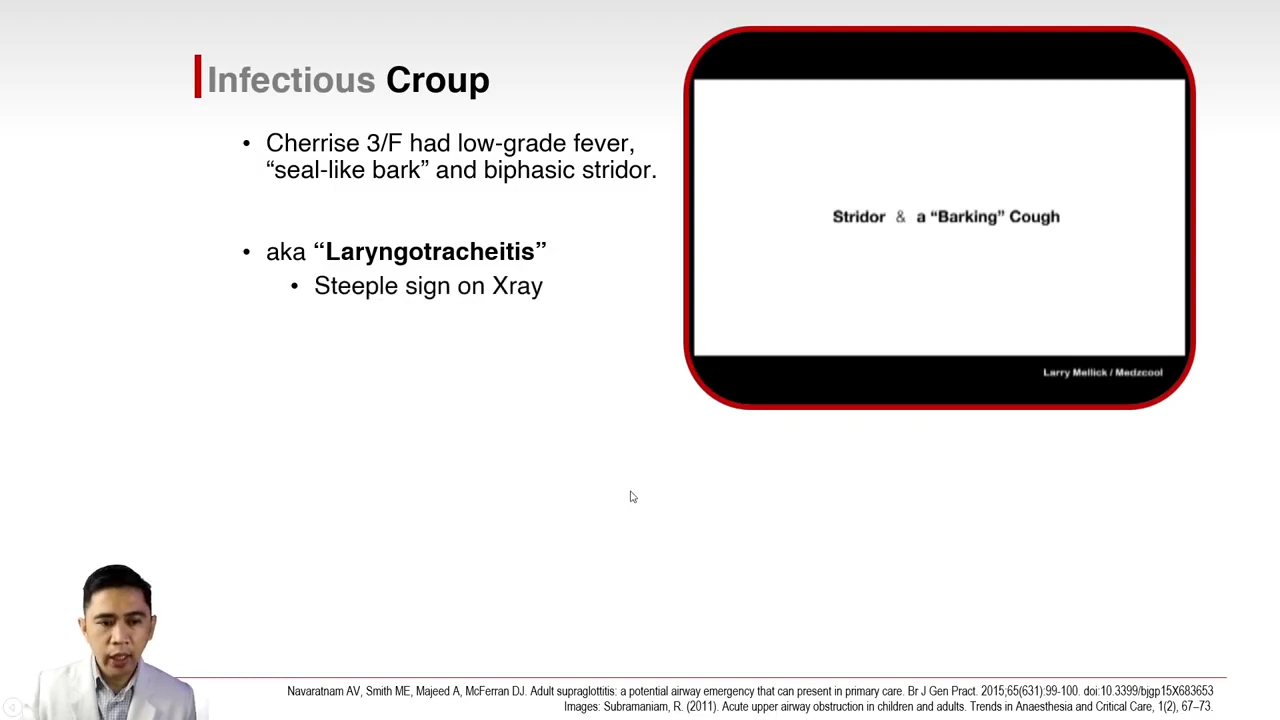 Infectious Croup
• Cherrise 3/F had low-grade fever,
“seal-like bark” and biphasic stridor.
• aka “Laryngotracheitis”
• Steeple sign on Xray
Stridor & a “Barking” Cough
Larry Mellick / Medzcool
Navaratnam AV, Smith ME, Majeed A, McFerran DJ. Adult supraglottitis: a potential airway emergency that can present in primary care. Br J Gen Pract. 2015;65(631):99-100. doi:10.3399/bjgp15X683653
Images: Subramaniam, R. (2011). Acute upper airway obstruction in children and adults. Trends in Anaesthesia and Critical Care, 1(2), 67–73.